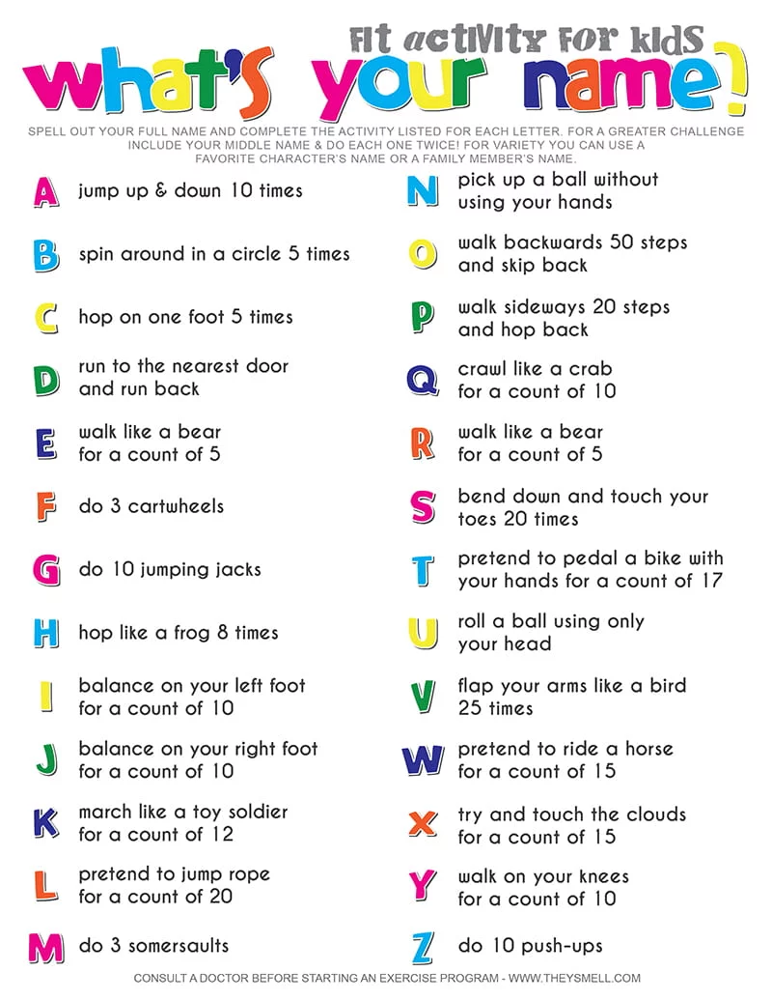 FIT ACTIVITY FOR KIDS
what's your name?
SPELL OUT YOUR FULL NAME AND COMPLETE THE ACTIVITY LISTED FOR EACH LETTER. FOR A GREATER CHALLENGE
INCLUDE YOUR MIDDLE NAME & DO EACH ONE TWICE! FOR VARIETY YOU CAN USE A
FAVORITE CHARACTER'S NAME OR A FAMILY MEMBER'S NAME.
A jump up & down 10 times
B spin around in a circle 5 times
C hop on one foot 5 times
D run to the nearest door
and run back
E walk like a bear
for a count of 5
F do 3 cartwheels
G do 10 jumping jacks
H hop like a frog 8 times
I balance on your left foot
for a count of 10
J balance on your right foot
for a count of 10
K march like a toy soldier
for a count of 12
L pretend to jump rope
for a count of 20
M do 3 somersaults
N pick up a ball without
using your hands
O walk backwards 50 steps
and skip back
P walk sideways 20 steps
and hop back
Q crawl like a crab
for a count of 10
R walk like a bear
for a count of 5
S bend down and touch your
toes 20 times
T pretend to pedal a bike with
your hands for a count of 17
U roll a ball using only
your head
V flap your arms like a bird
25 times
W pretend to ride a horse
for a count of 15
X try and touch the clouds
for a count of 15
Y walk on your knees
for a count of 10
Z do 10 push-ups
CONSULT A DOCTOR BEFORE STARTING AN EXERCISE PROGRAM - WWW.THEYSMELL.COM